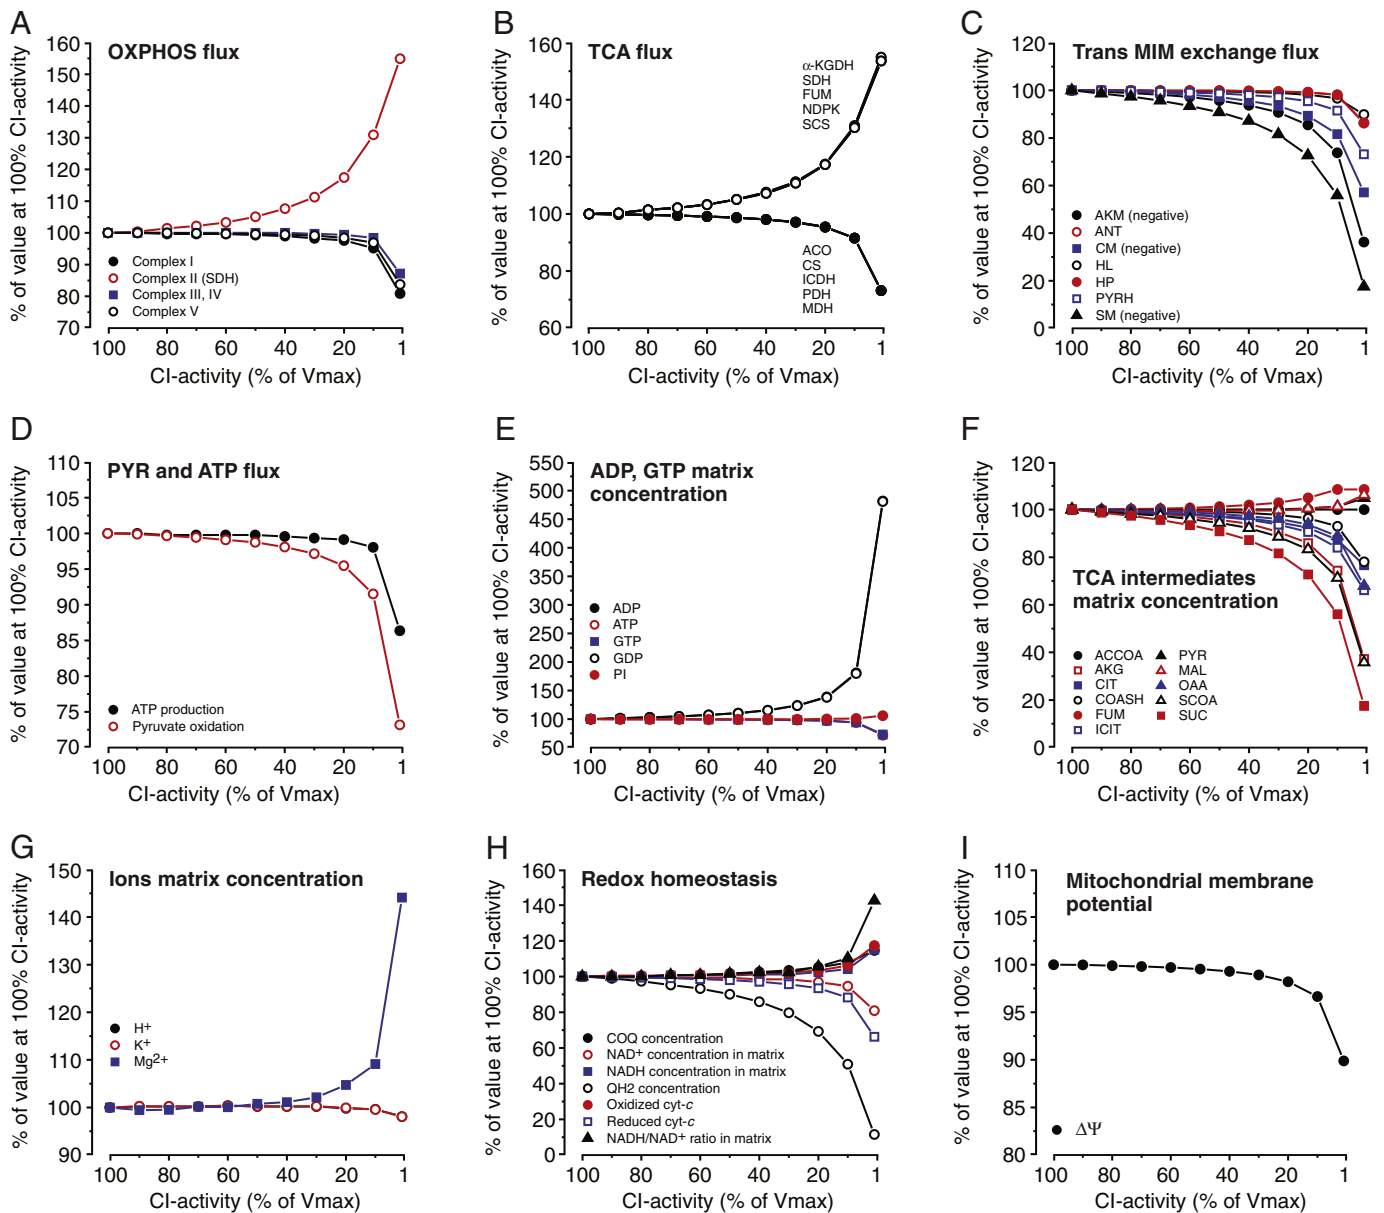 A
OXPHOS flux
% of value at 100% CI-activity
160
150
140
130
120
110
100
90
80
70
Complex I
Complex II (SDH)
Complex III, IV
Complex V
100 80 60 40 20 1
CI-activity (% of Vmax)
B
TCA flux
% of value at 100% CI-activity
160
140
120
100
80
60
α-KGDH
SDH
FUM
NDPK
SCS
ACO
CS
ICDH
PDH
MDH
100 80 60 40 20 1
CI-activity (% of Vmax)
C
Trans MIM exchange flux
% of value at 100% CI-activity
120
100
80
60
40
20
0
AKM (negative)
ANT
CM (negative)
HL
HP
PYRH
SM (negative)
100 80 60 40 20 1
CI-activity (% of Vmax)
D
PYR and ATP flux
% of value at 100% CI-activity
110
105
100
95
90
85
80
75
70
ATP production
Pyruvate oxidation
100 80 60 40 20 1
CI-activity (% of Vmax)
E
ADP, GTP matrix
concentration
% of value at 100% CI-activity
550
500
450
400
350
300
250
200
150
100
50
ADP
ATP
GTP
GDP
PI
100 80 60 40 20 1
CI-activity (% of Vmax)
F
% of value at 100% CI-activity
120
100
80
60
40
20
0
TCA intermediates
matrix concentration
ACCOA PYR
AKG MAL
CIT OAA
COASH SCOA
FUM SUC
ICIT
100 80 60 40 20 1
CI-activity (% of Vmax)
G
Ions matrix concentration
% of value at 100% CI-activity
150
140
130
120
110
100
90
H+
K+
Mg2+
100 80 60 40 20 1
CI-activity (% of Vmax)
H
Redox homeostasis
% of value at 100% CI-activity
160
140
120
100
80
60
40
20
0
COQ concentration
NAD+ concentration in matrix
NADH concentration in matrix
QH2 concentration
Oxidized cyt-c
Reduced cyt-c
NADH/NAD+ ratio in matrix
100 80 60 40 20 1
CI-activity (% of Vmax)
I
Mitochondrial membrane
potential
% of value at 100% CI-activity
110
105
100
95
90
85
80
ΔΨ
100 80 60 40 20 1
CI-activity (% of Vmax)